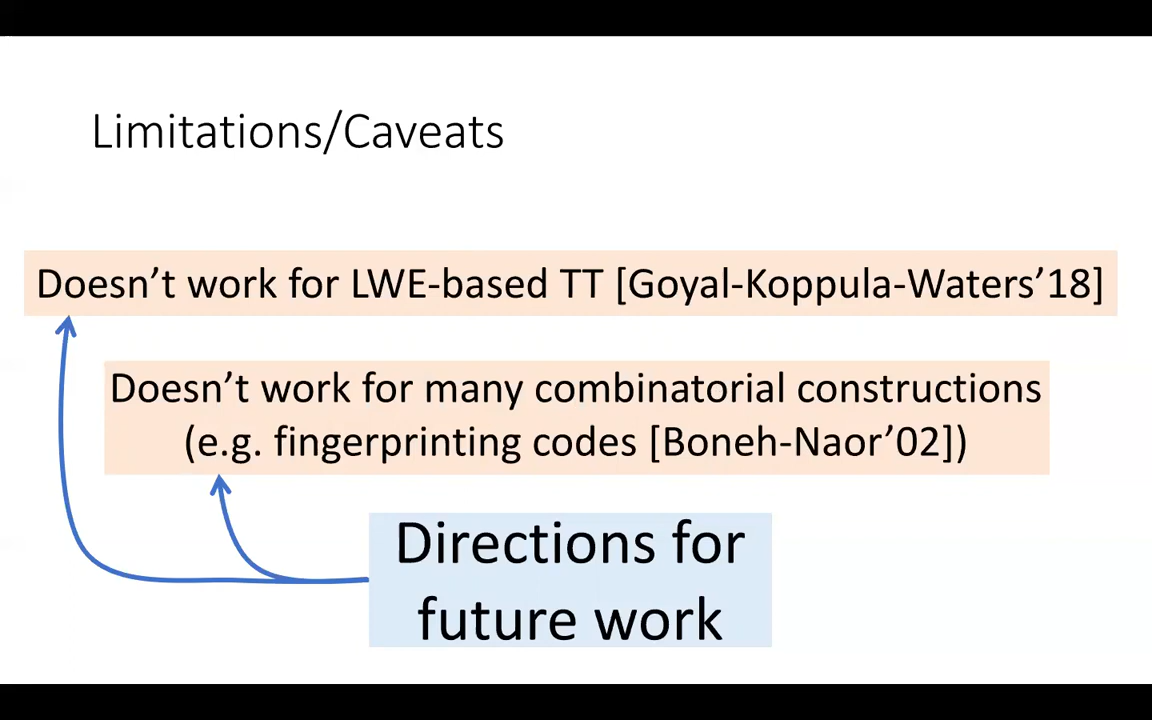 Limitations/Caveats
Doesn’t work for LWE-based TT [Goyal-Koppula-Waters’18]
Doesn’t work for many combinatorial constructions
(e.g. fingerprinting codes [Boneh-Naor’02])
Directions for
future work